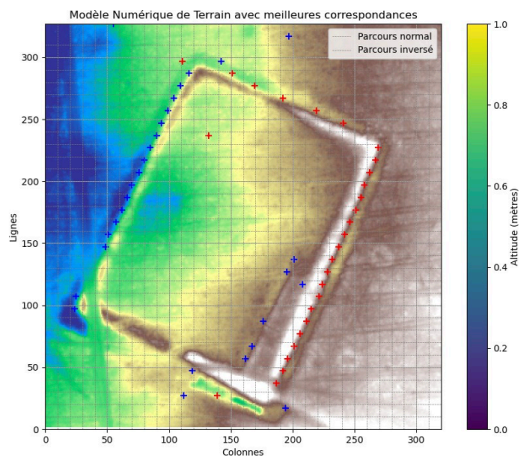 Modèle Numérique de Terrain avec meilleures correspondances
Parcours normal
Parcours inversé
300
250
200
150
100
50
0
Lignes
0 50 100 150 200 250 300
Colonnes
1.0
0.8
0.6
0.4
0.2
0.0
Altitude (mètres)